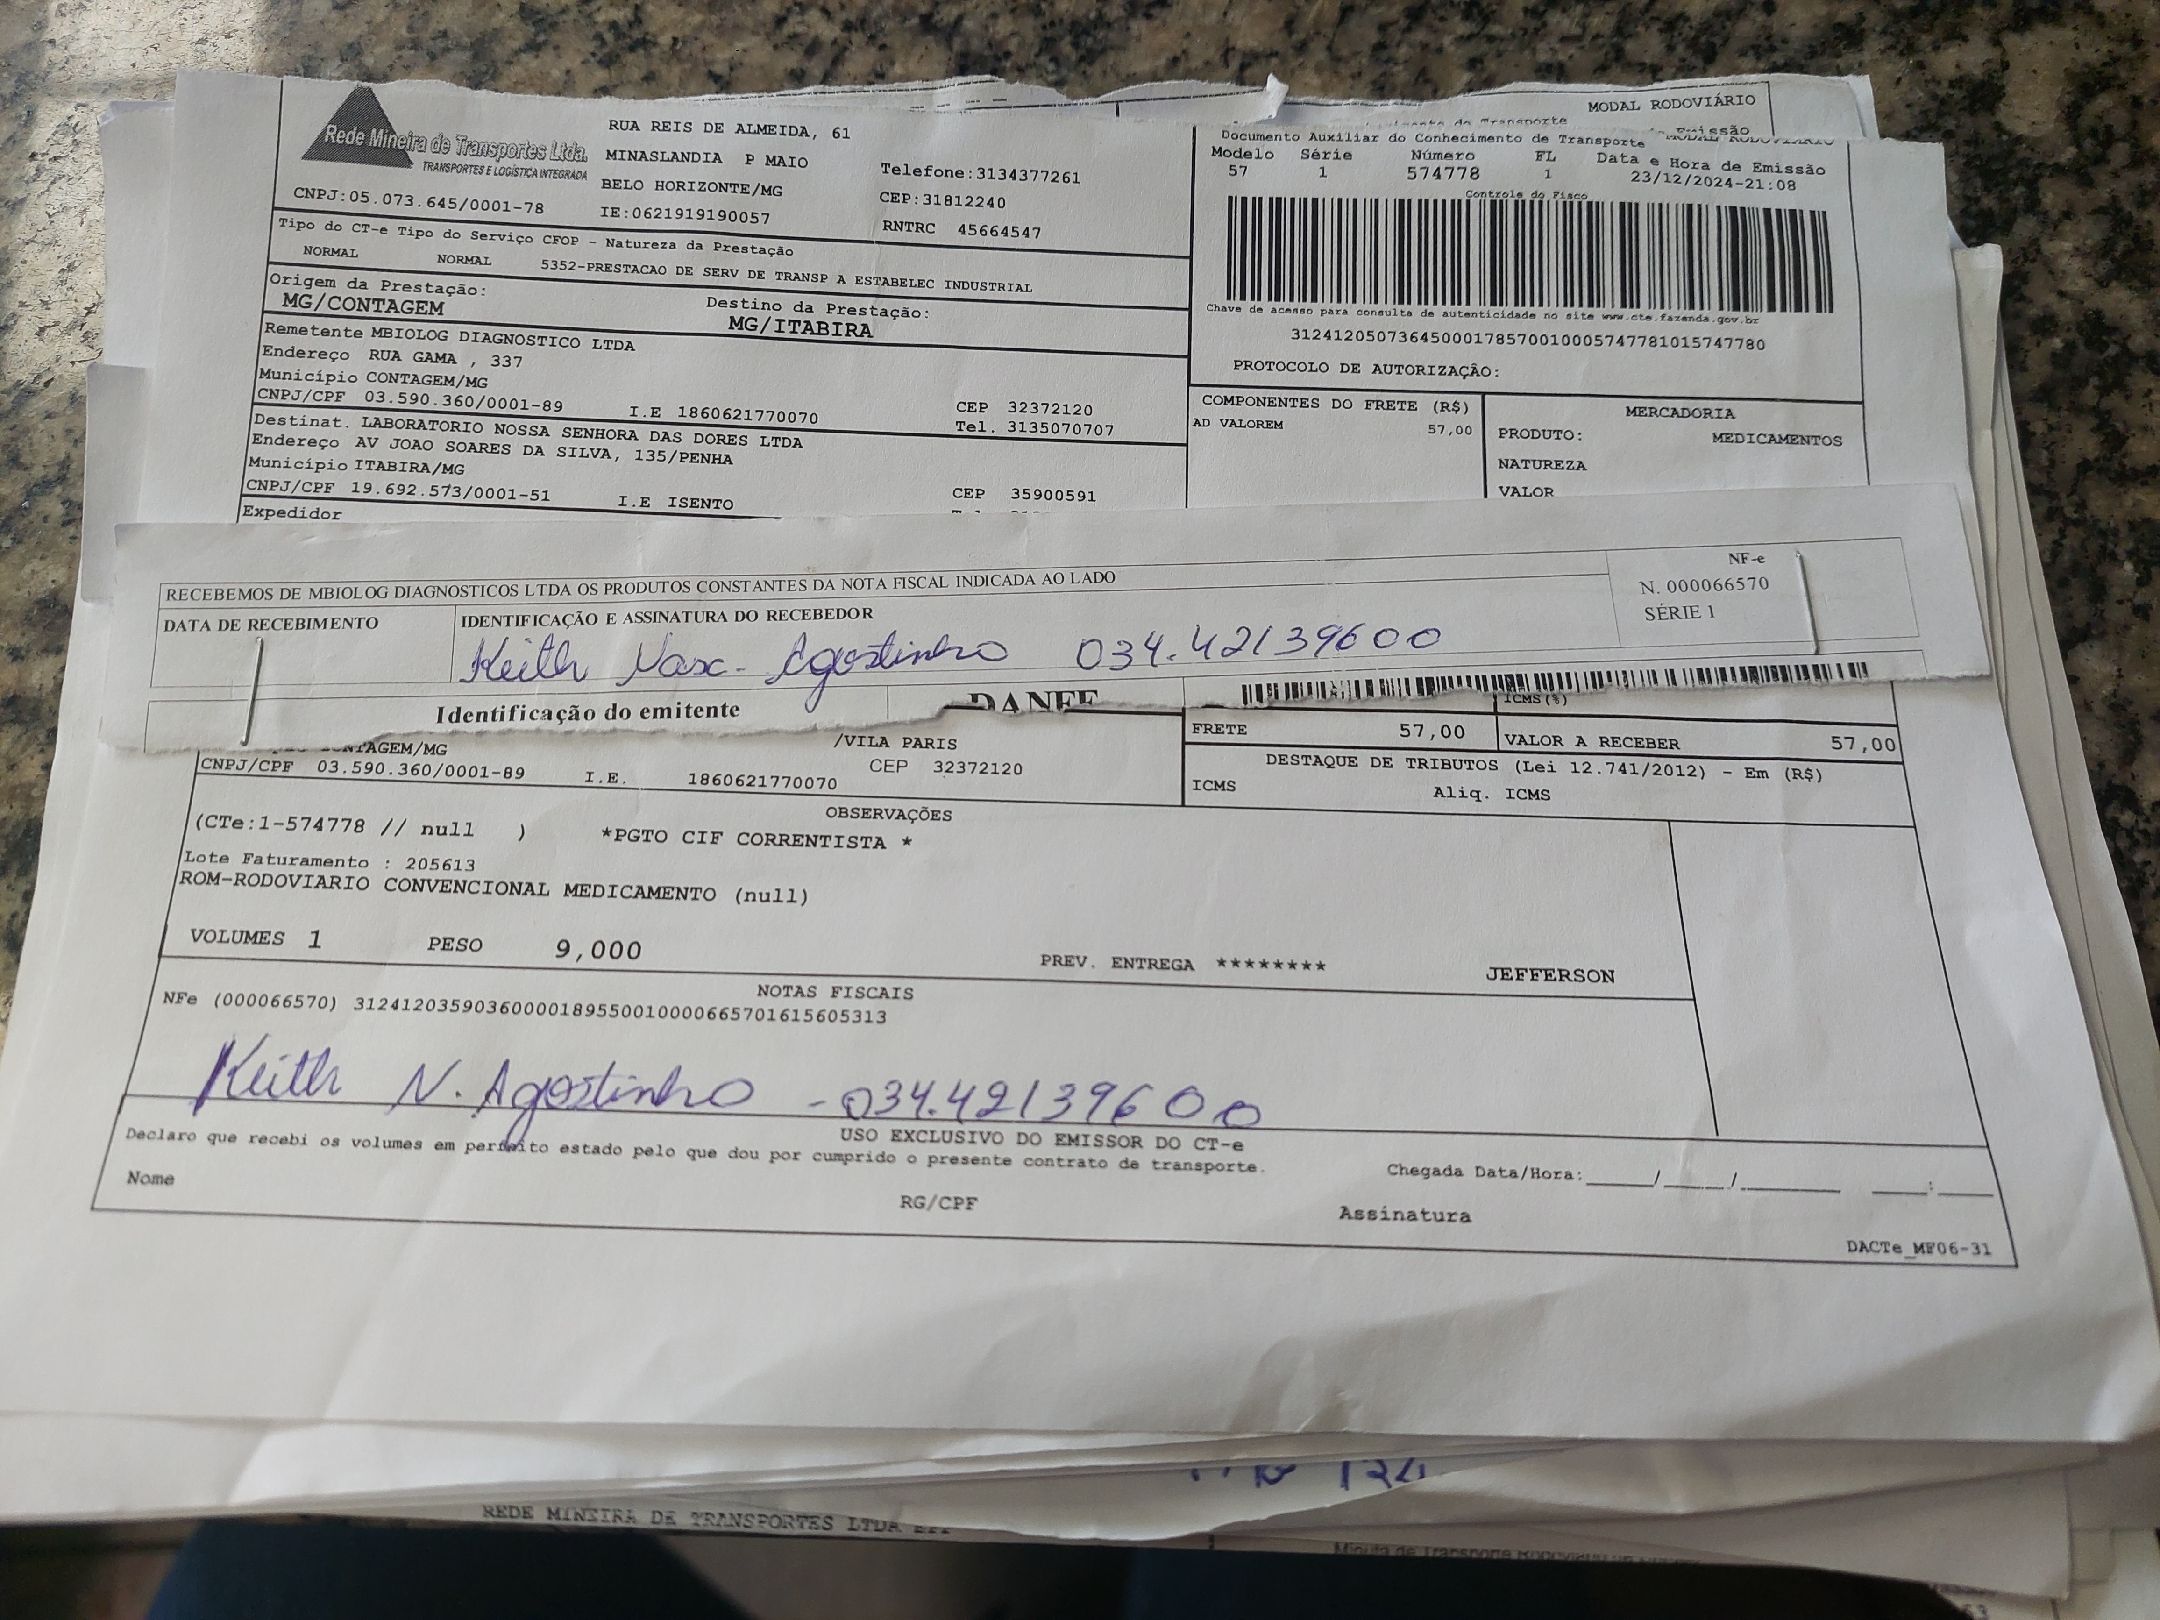 MODAL RODOVIÁRIO
Rede Mineira de Transportes Ltda.
TRANSPORTES E LOGÍSTICA INTEGRADA
CNPJ:05.073.645/0001-78
RUA REIS DE ALMEIDA, 61
MINASLANDIA P MAIO
BELO HORIZONTE/MG
IE:0621919190057
Telefone:3134377261
CEP:31812240
RNTRC 45664547
Documento Auxiliar do Conhecimento de Transporte
Modelo Série Número FL Data e Hora de Emissão
57 1 574778 1 23/12/2024-21:08
Controle do Fisco
Chave de acesso para consulta de autenticidade no site www.cte.fazenda.gov.br
31241205073645000178570010005747781015747780
PROTOCOLO DE AUTORIZAÇÃO:
Tipo do CT-e Tipo do Serviço CFOP - Natureza da Prestação
NORMAL NORMAL 5352-PRESTACAO DE SERV DE TRANSP A ESTABELEC INDUSTRIAL
Origem da Prestação: Destino da Prestação:
MG/CONTAGEM MG/ITABIRA
Remetente MBIOLOG DIAGNOSTICO LTDA
Endereço RUA GAMA , 337
Município CONTAGEM/MG CEP 32372120
CNPJ/CPF 03.590.360/0001-89 I.E 1860621770070 Tel. 3135070707
Destinat. LABORATORIO NOSSA SENHORA DAS DORES LTDA
Endereço AV JOAO SOARES DA SILVA, 135/PENHA
Município ITABIRA/MG CEP 35900591
CNPJ/CPF 19.692.573/0001-51 I.E ISENTO
Expedidor
COMPONENTES DO FRETE (R$)
AD VALOREM 57,00
MERCADORIA
PRODUTO: MEDICAMENTOS
NATUREZA
VALOR
RECEBEMOS DE MBIOLOG DIAGNOSTICOS LTDA OS PRODUTOS CONSTANTES DA NOTA FISCAL INDICADA AO LADO
DATA DE RECEBIMENTO IDENTIFICAÇÃO E ASSINATURA DO RECEBEDOR
Keith Nasc. Agostinho 034.42139600
NF-e
N. 000066570
SÉRIE 1
Identificação do emitente DANFE
ICMS(%)
/VILA PARIS
CNPJ/CPF 03.590.360/0001-89 I.E. 1860621770070 CEP 32372120
FRETE 57,00 VALOR A RECEBER 57,00
DESTAQUE DE TRIBUTOS (Lei 12.741/2012) - Em (R$)
ICMS Aliq. ICMS
OBSERVAÇÕES
(CTe:1-574778 // null ) *PGTO CIF CORRENTISTA *
Lote Faturamento : 205613
ROM-RODOVIARIO CONVENCIONAL MEDICAMENTO (null)
VOLUMES 1 PESO 9,000 PREV. ENTREGA ******** JEFFERSON
NOTAS FISCAIS
NFe (000066570) 31241203590360000189550010000665701615605313
Keith N. Agostinho - 034.42139600
USO EXCLUSIVO DO EMISSOR DO CT-e
Declaro que recebi os volumes em perfeito estado pelo que dou por cumprido o presente contrato de transporte.
Chegada Data/Hora:____/____/______ ____:____
Nome RG/CPF Assinatura
DACTe_MF06-31
REDE MINEIRA DE TRANSPORTES LTDA